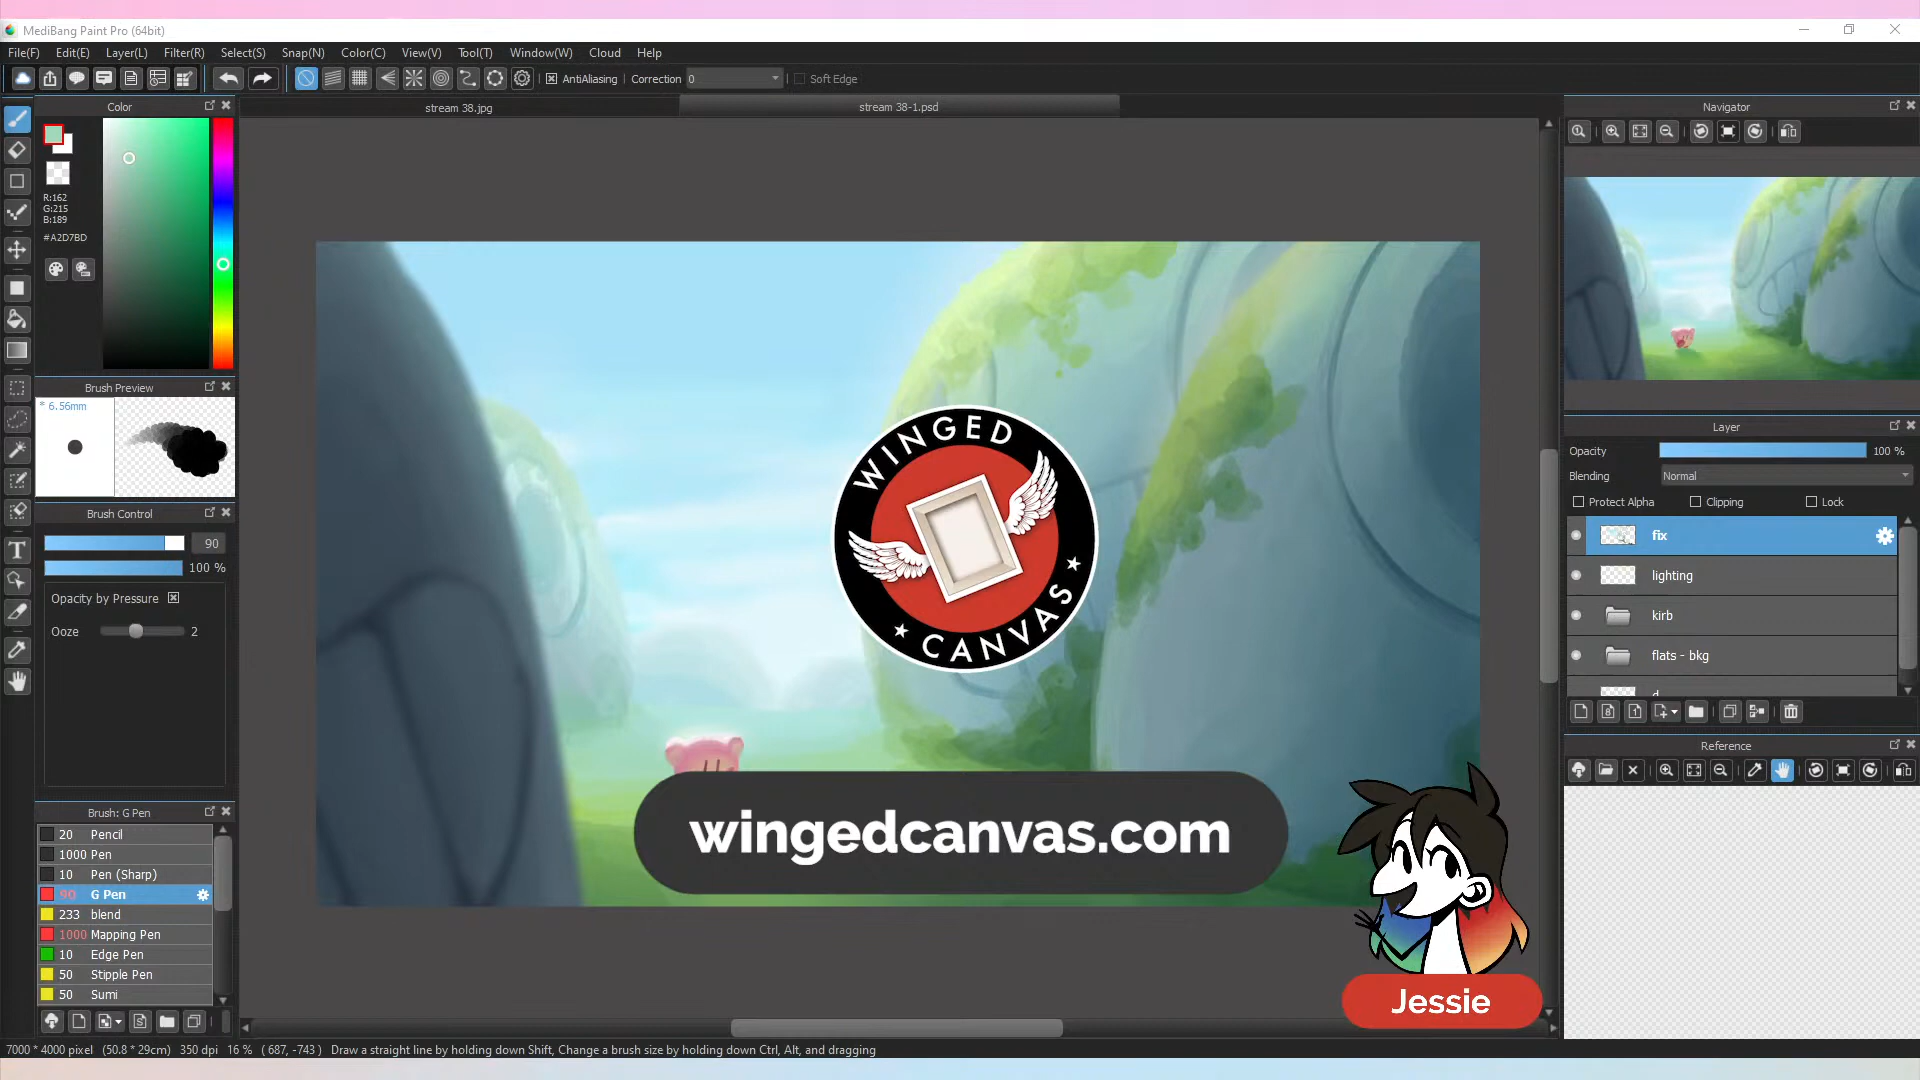 MediBang Paint Pro (64bit)
File(F) Edit(E) Layer(L) Filter(R) Select(S) Snap(N) Color(C) View(V) Tool(T) Window(W) Cloud Help
AntiAliasing Correction 0 Soft Edge
Color
stream 38.jpg
stream 38-1.psd
Navigator
R:162
G:215
B:189
#A2D7BD
Brush Preview
* 6.56mm
Brush Control
90
100 %
Opacity by Pressure
Ooze 2
Brush: G Pen
20 Pencil
1000 Pen
10 Pen (Sharp)
90 G Pen
233 blend
1000 Mapping Pen
10 Edge Pen
50 Stipple Pen
50 Sumi
WINGED
CANVAS
wingedcanvas.com
Jessie
Layer
Opacity 100 %
Blending Normal
Protect Alpha Clipping Lock
fix
lighting
kirb
flats - bkg
Reference
7000 * 4000 pixel (50.8 * 29cm) 350 dpi 16 % ( 687, -743 ) Draw a straight line by holding down Shift, Change a brush size by holding down Ctrl, Alt, and dragging